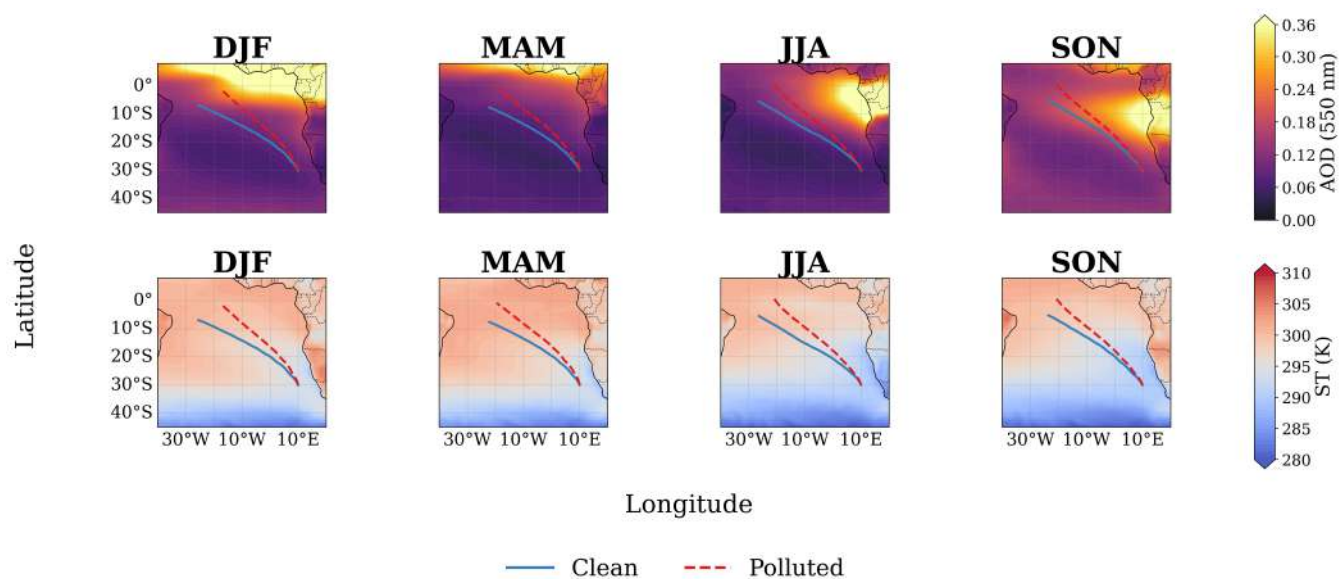 DJF
MAM
JJA
SON
0°
10°S
20°S
30°S
40°S
0.36
0.30
0.24
0.18
0.12
0.06
0.00
AOD (550 nm)
DJF
MAM
JJA
SON
0°
10°S
20°S
30°S
40°S
30°W 10°W 10°E
30°W 10°W 10°E
30°W 10°W 10°E
30°W 10°W 10°E
310
305
300
295
290
285
280
ST (K)
Latitude
Longitude
Clean
Polluted